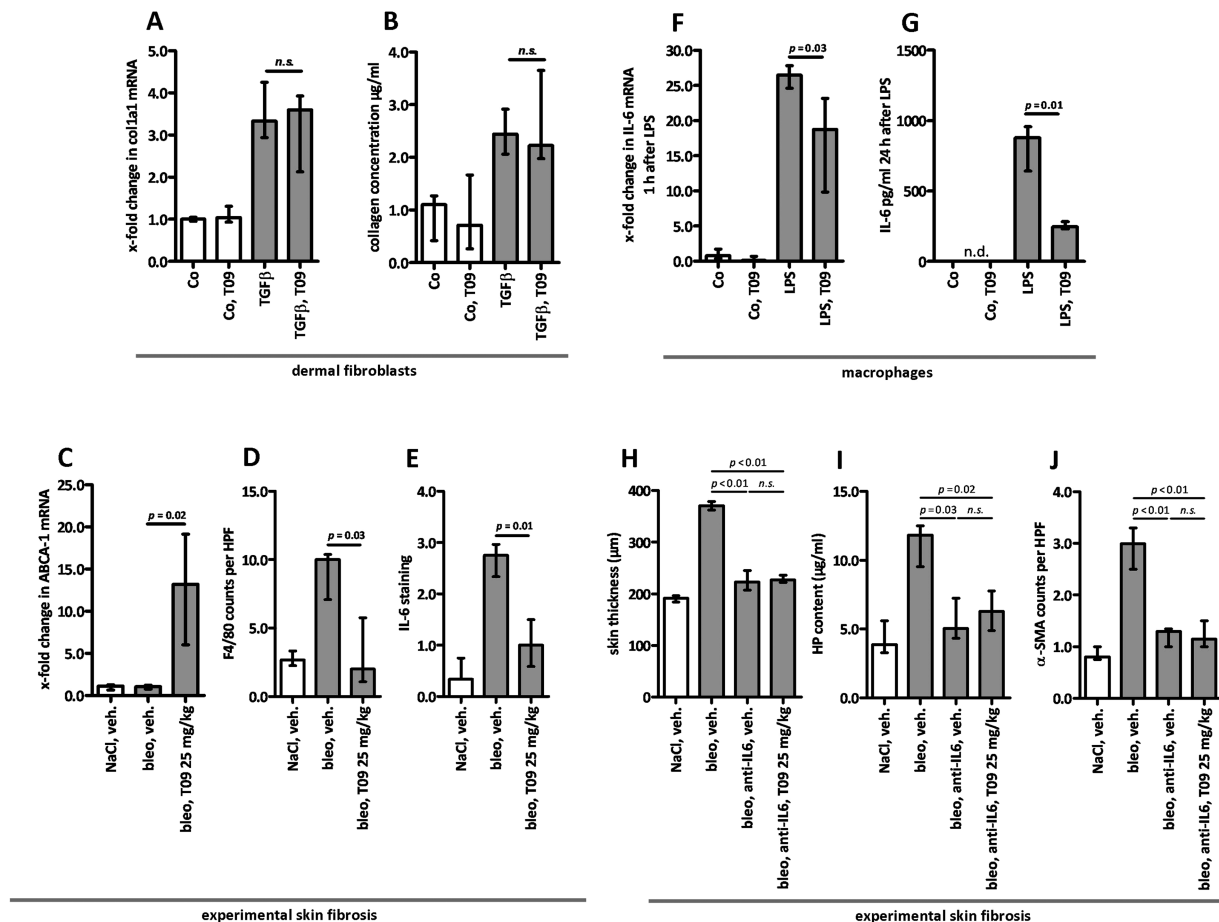 A
x-fold change in col1a1 mRNA
5.0
4.0
3.0
2.0
1.0
0.0
n.s.
Co
Co, T09
TGFβ
TGFβ, T09
B
collagen concentration µg/ml
4.0
3.0
2.0
1.0
0.0
n.s.
Co
Co, T09
TGFβ
TGFβ, T09
dermal fibroblasts
F
x-fold change in IL-6 mRNA
1 h after LPS
30.0
25.0
20.0
15.0
10.0
5.0
0.0
p = 0.03
Co
Co, T09
LPS
LPS, T09
G
IL-6 pg/ml 24 h after LPS
1500
1000
500
0
p = 0.01
n.d.
Co
Co, T09
LPS
LPS, T09
macrophages
C
x-fold change in ABCA-1 mRNA
25.0
20.0
15.0
10.0
5.0
0.0
p = 0.02
NaCl, veh.
bleo, veh.
bleo, T09 25 mg/kg
D
F4/80 counts per HPF
15.0
10.0
5.0
0.0
p = 0.03
NaCl, veh.
bleo, veh.
bleo, T09 25 mg/kg
E
IL-6 staining
4.0
3.0
2.0
1.0
0.0
p = 0.01
NaCl, veh.
bleo, veh.
bleo, T09 25 mg/kg
experimental skin fibrosis
H
skin thickness (µm)
400
200
0
p < 0.01
p < 0.01
n.s.
NaCl, veh.
bleo, veh.
bleo, anti-IL6, veh.
bleo, anti-IL6, T09 25 mg/kg
I
HP content (µg/ml)
15.0
10.0
5.0
0.0
p = 0.02
p = 0.03
n.s.
NaCl, veh.
bleo, veh.
bleo, anti-IL6, veh.
bleo, anti-IL6, T09 25 mg/kg
J
α-SMA counts per HPF
4.0
3.0
2.0
1.0
0.0
p < 0.01
p < 0.01
n.s.
NaCl, veh.
bleo, veh.
bleo, anti-IL6, veh.
bleo, anti-IL6, T09 25 mg/kg
experimental skin fibrosis